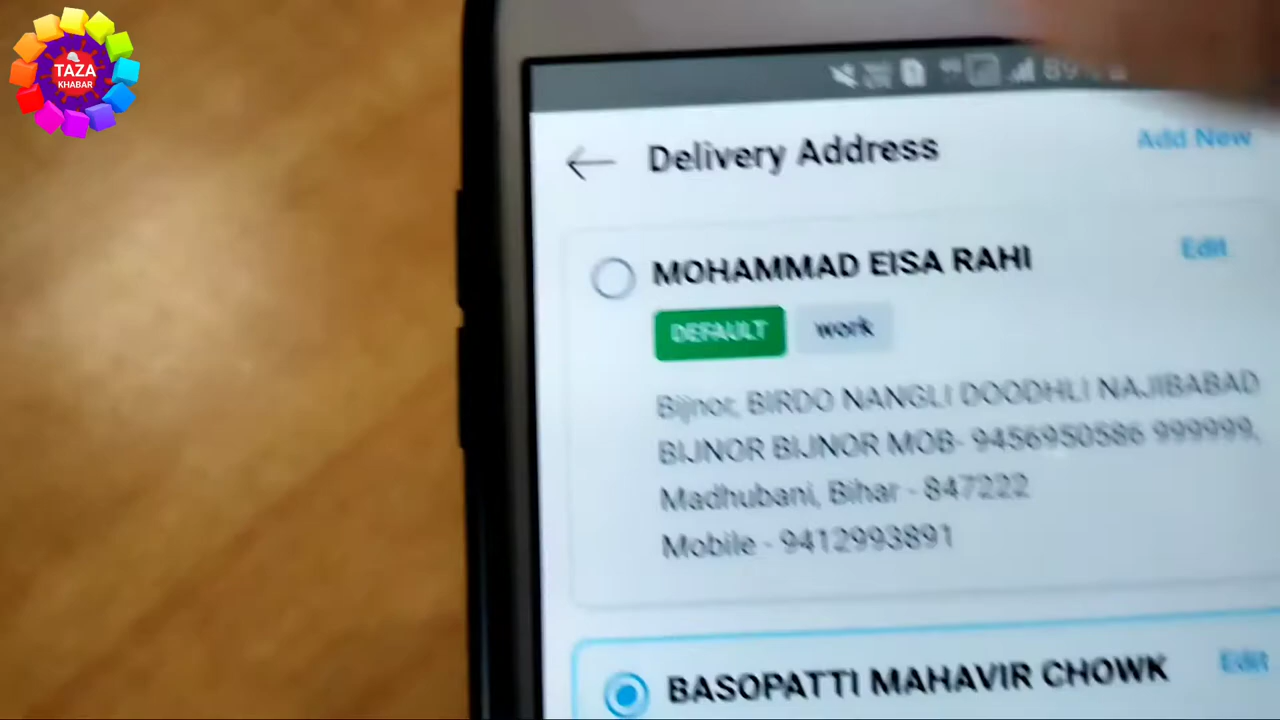 TAZA
KHABAR
Delivery Address
Add New
MOHAMMAD EISA RAHI
Edit
DEFAULT
work
Bijnor, BIRDO NANGLI DOODHLI NAJIBABAD
BIJNOR BIJNOR MOB- 9456950586 999999,
Madhubani, Bihar - 847222
Mobile - 9412993891
BASOPATTI MAHAVIR CHOWK
Edit